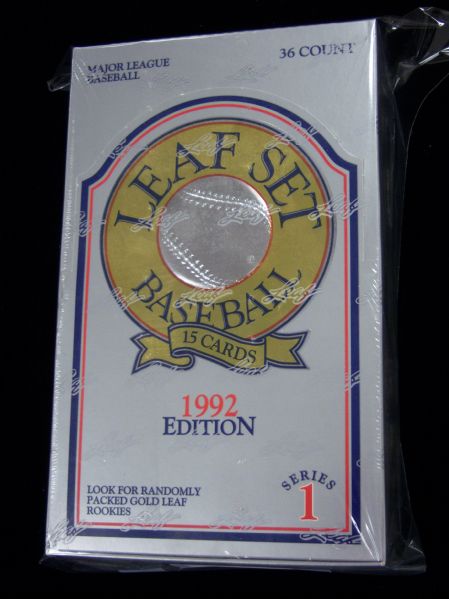 MAJOR LEAGUE
BASEBALL
36 COUNT
LEAF SET
BASEBALL
15 CARDS
1992
EDITION
SERIES
1
LOOK FOR RANDOMLY
PACKED GOLD LEAF
ROOKIES